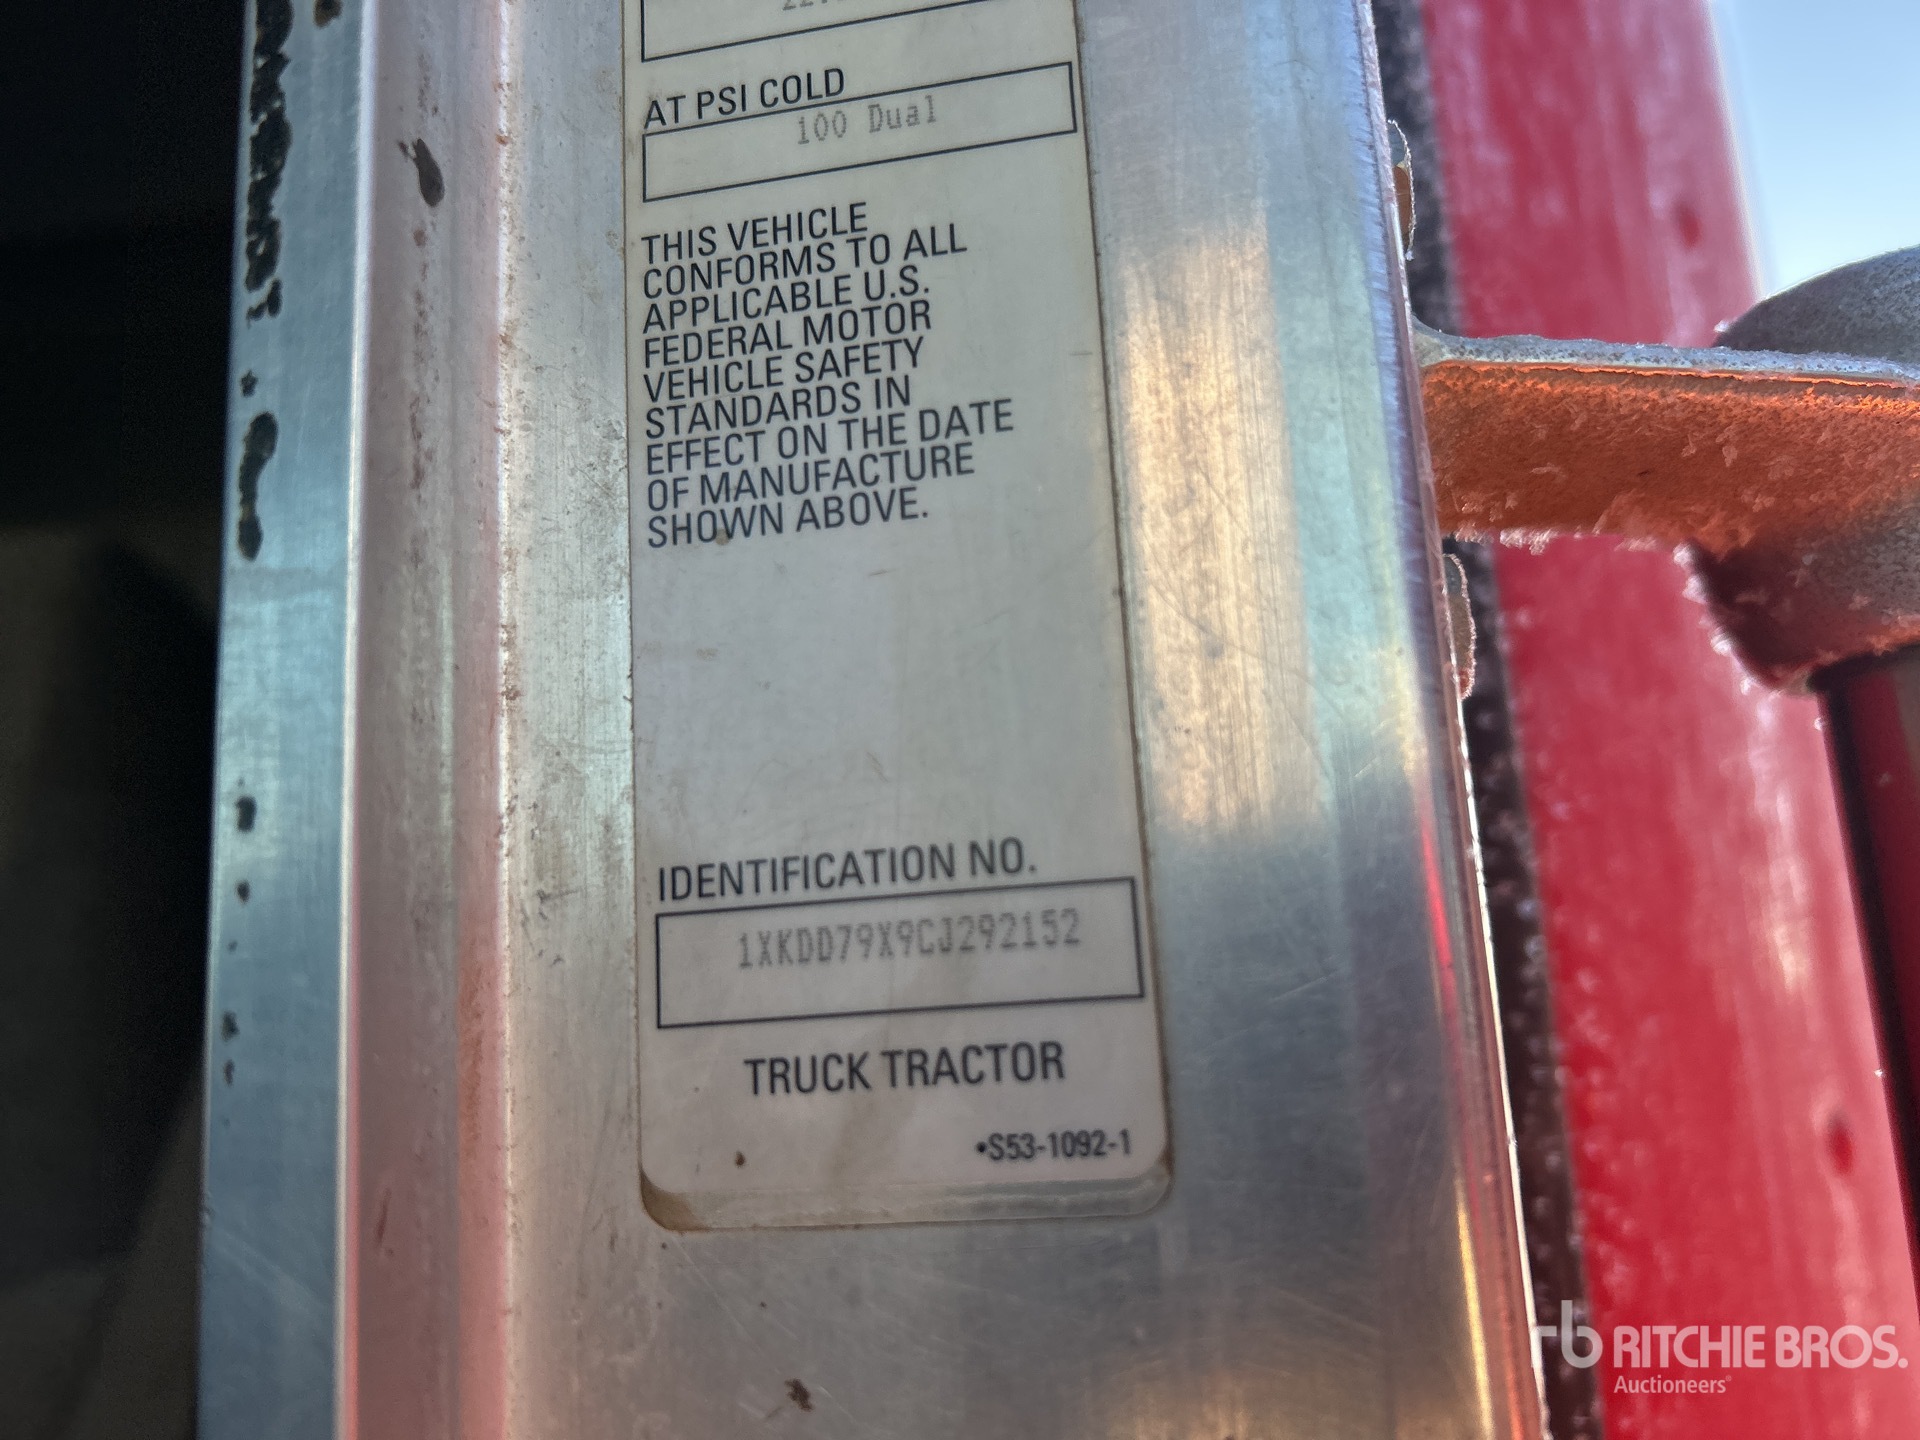 AT PSI COLD
100 Dual
THIS VEHICLE
CONFORMS TO ALL
APPLICABLE U.S.
FEDERAL MOTOR
VEHICLE SAFETY
STANDARDS IN
EFFECT ON THE DATE
OF MANUFACTURE
SHOWN ABOVE.
IDENTIFICATION NO.
1XKDD79X9CJ292152
TRUCK TRACTOR
•S53-1092-1
rb RITCHIE BROS.
Auctioneers